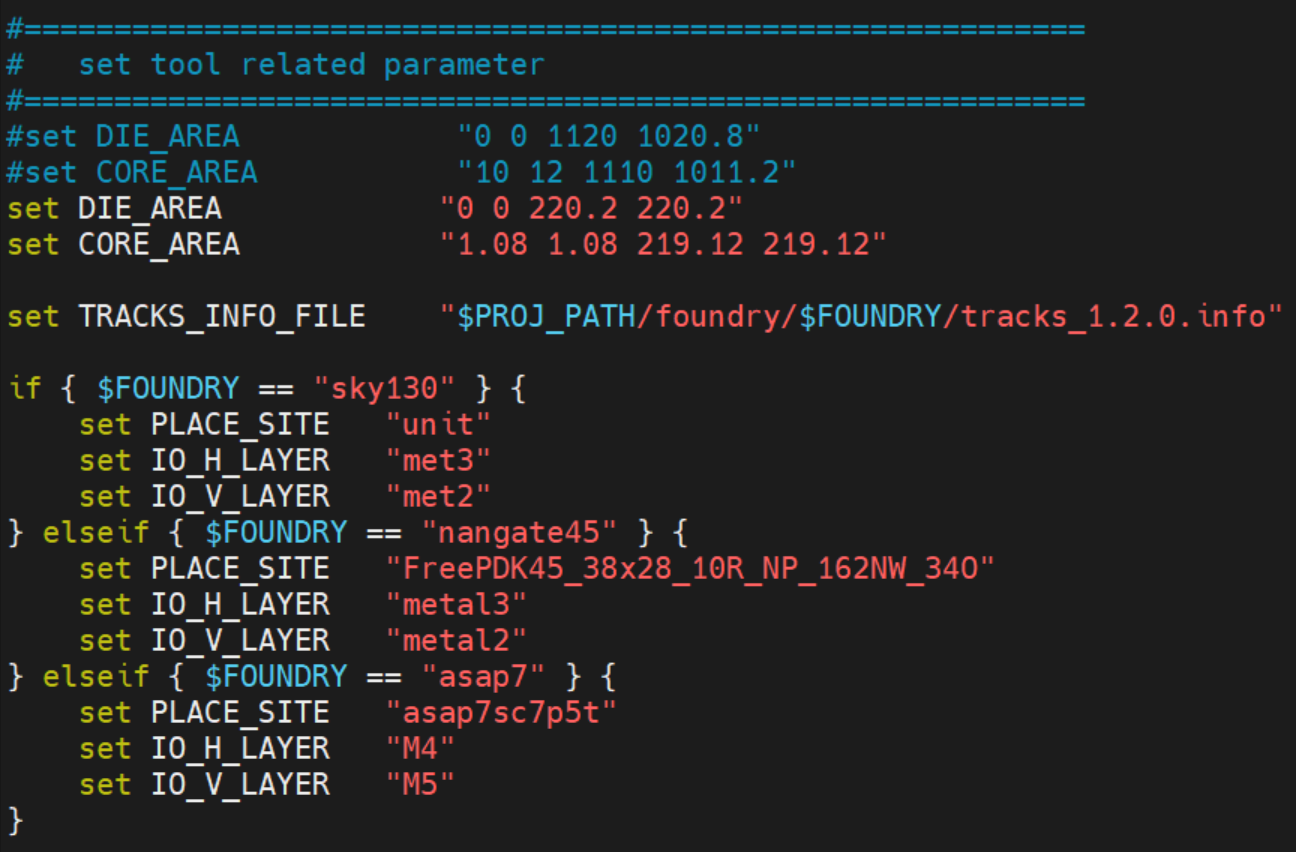 #===========================================================
#   set tool related parameter
#===========================================================
#set DIE_AREA            "0 0 1120 1020.8"
#set CORE_AREA           "10 12 1110 1011.2"
set DIE_AREA            "0 0 220.2 220.2"
set CORE_AREA           "1.08 1.08 219.12 219.12"

set TRACKS_INFO_FILE    "$PROJ_PATH/foundry/$FOUNDRY/tracks_1.2.0.info"

if { $FOUNDRY == "sky130" } {
    set PLACE_SITE   "unit"
    set IO_H_LAYER   "met3"
    set IO_V_LAYER   "met2"
} elseif { $FOUNDRY == "nangate45" } {
    set PLACE_SITE   "FreePDK45_38x28_10R_NP_162NW_34O"
    set IO_H_LAYER   "metal3"
    set IO_V_LAYER   "metal2"
} elseif { $FOUNDRY == "asap7" } {
    set PLACE_SITE   "asap7sc7p5t"
    set IO_H_LAYER   "M4"
    set IO_V_LAYER   "M5"
}